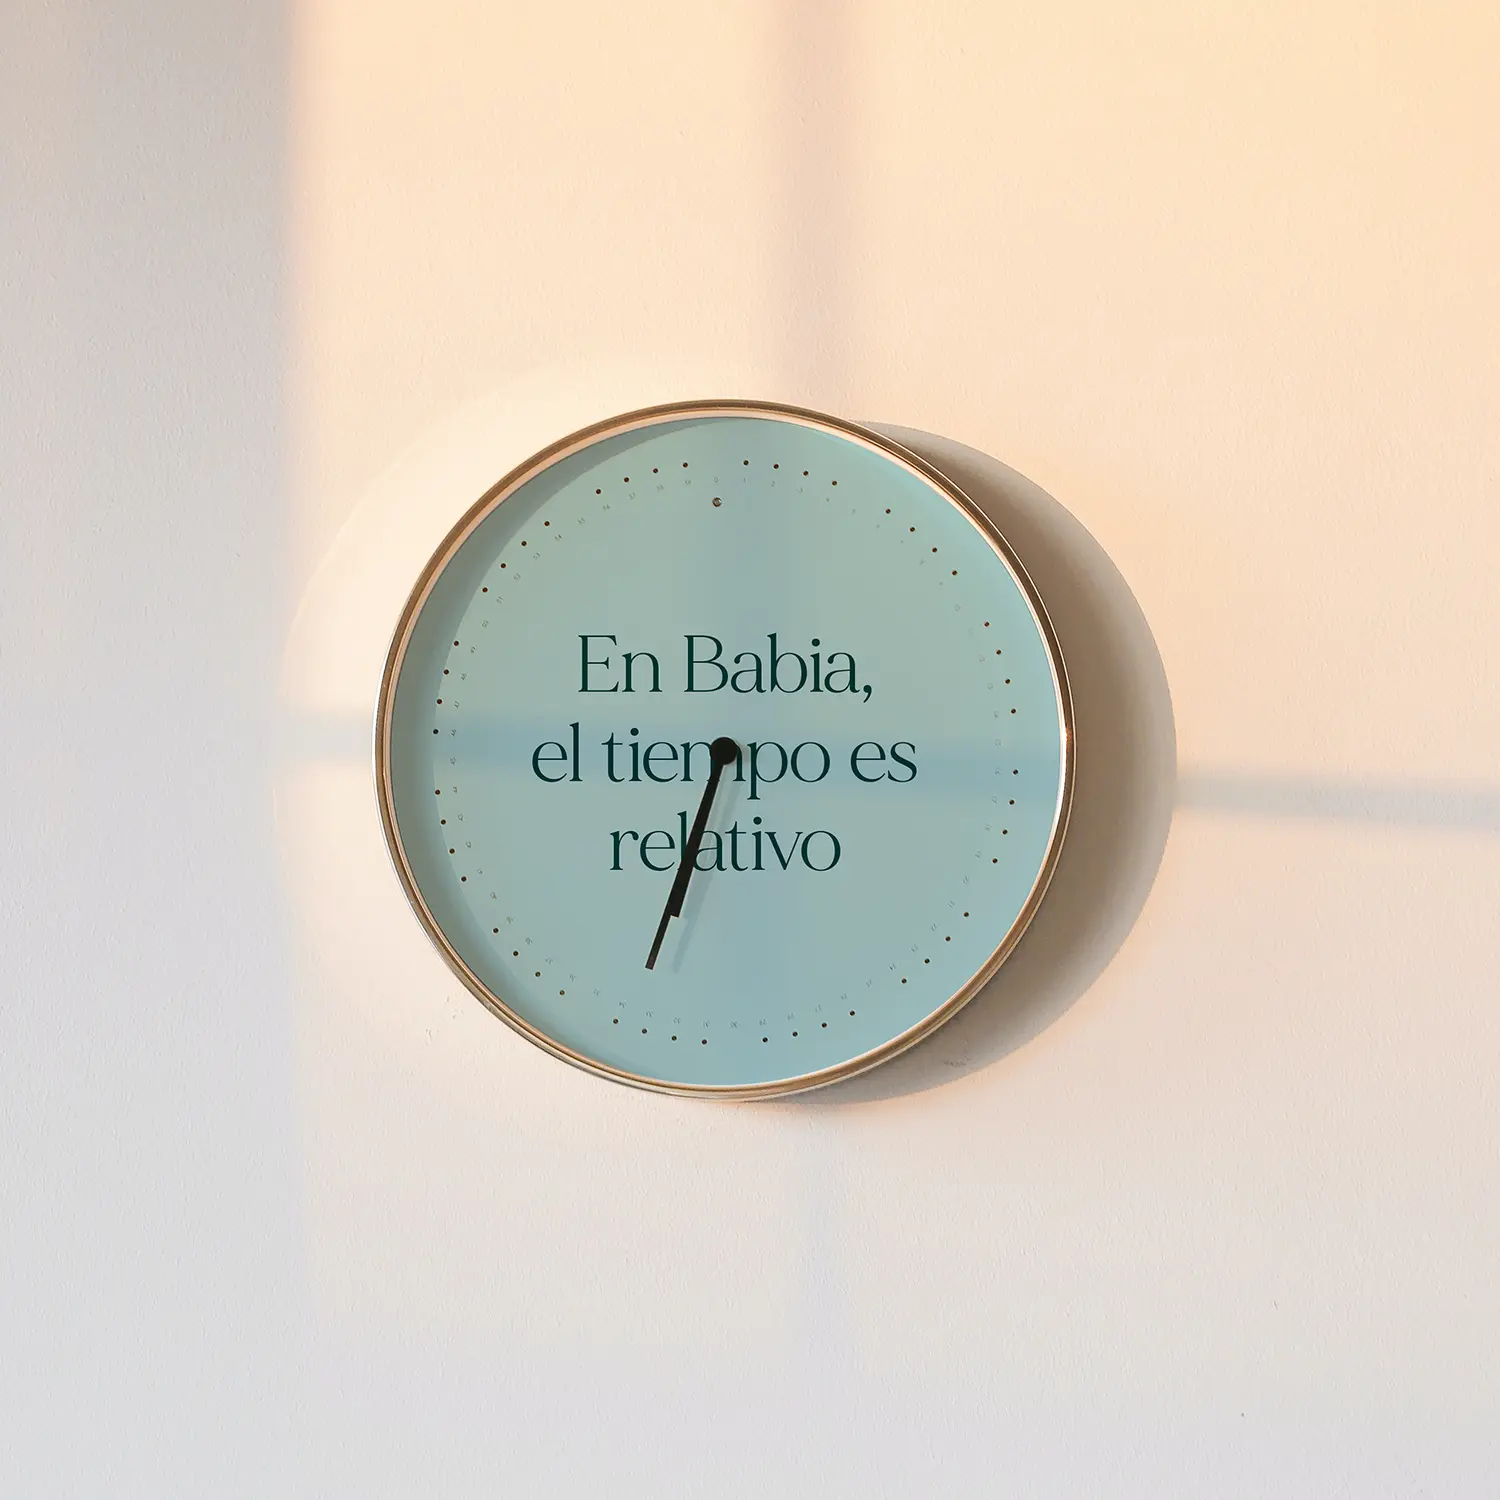 En Babia,
el tiempo es
relativo